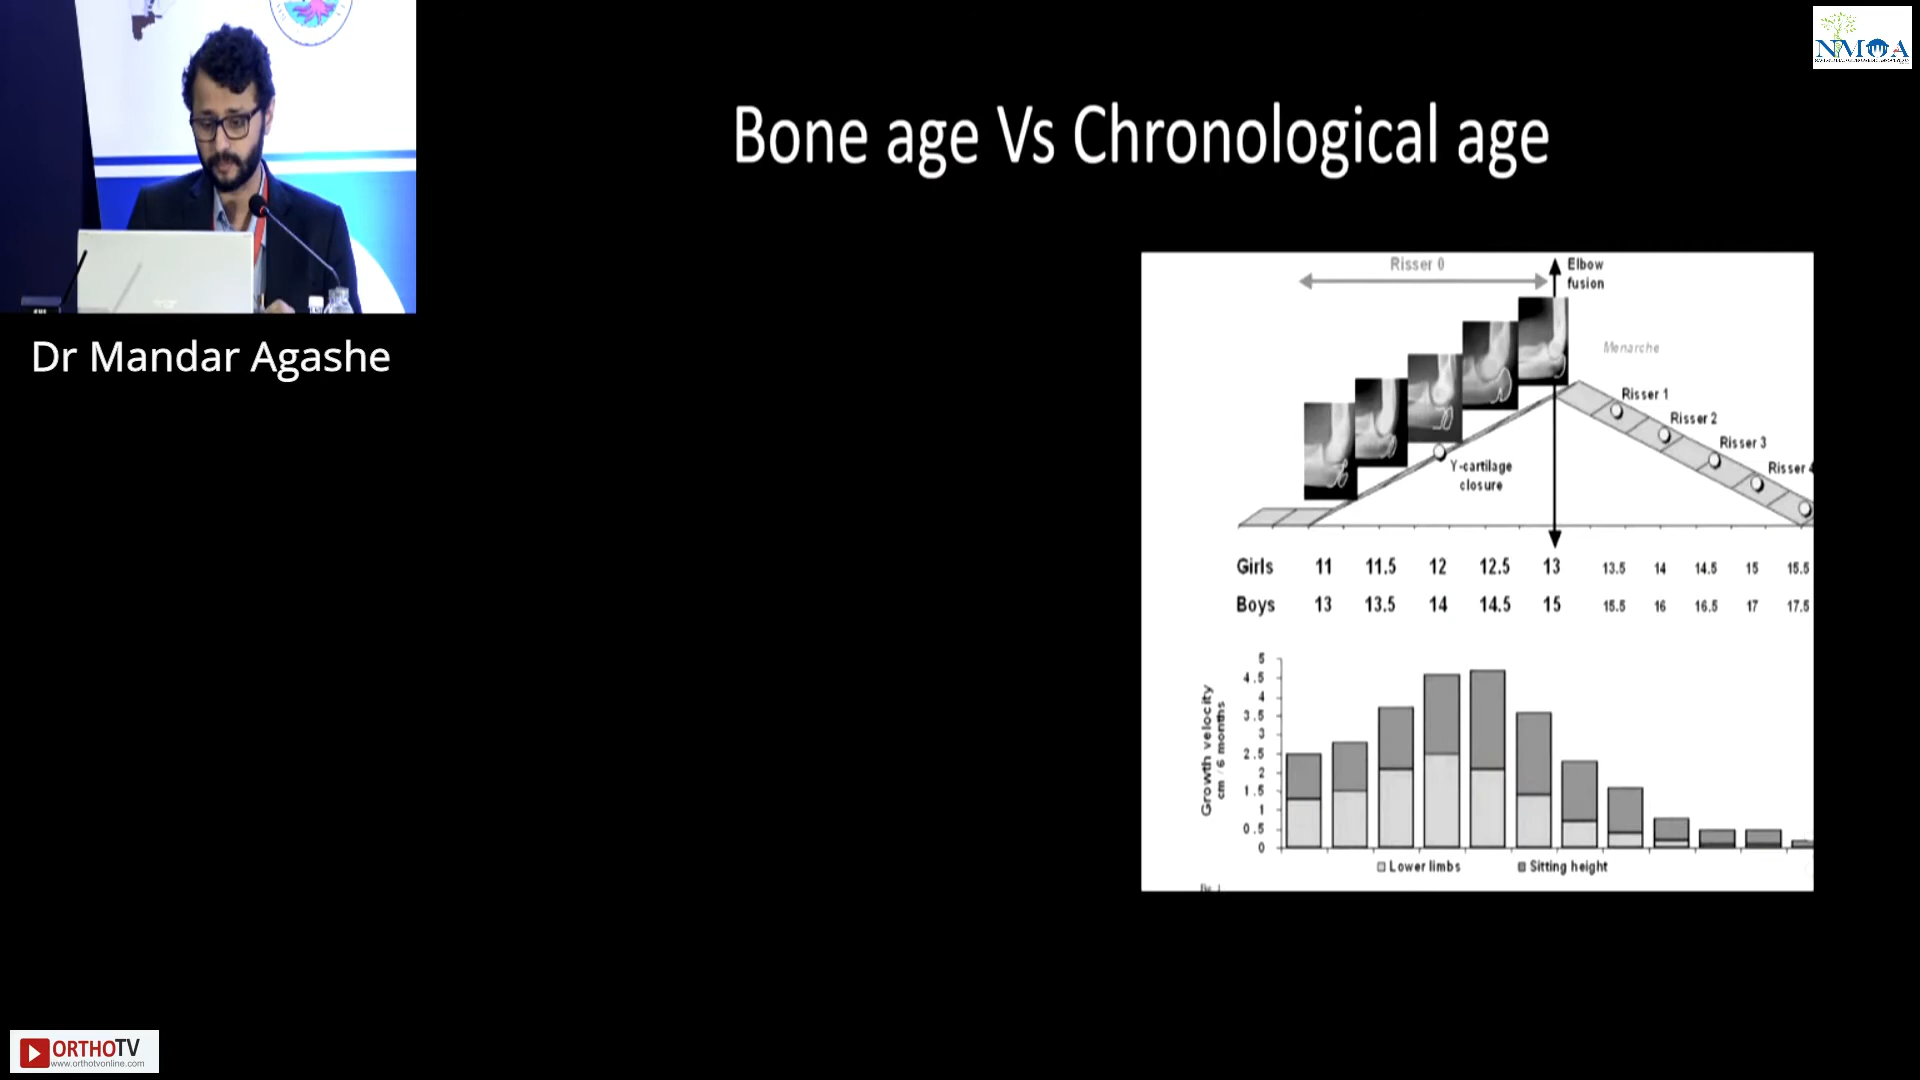 NMOA
Bone age Vs Chronological age
Dr Mandar Agashe
Risser 0
Elbow
fusion
Menarche
Risser 1
Risser 2
Risser 3
Risser 4
Y-cartilage
closure
Girls 11 11.5 12 12.5 13 13.5 14 14.5 15 15.5
Boys 13 13.5 14 14.5 15 15.5 16 16.5 17 17.5
Growth velocity
cm / 6 months
5
4.5
4
3.5
3
2.5
2
1.5
1
0.5
0
Lower limbs Sitting height
ORTHOTV
www.orthotvonline.com